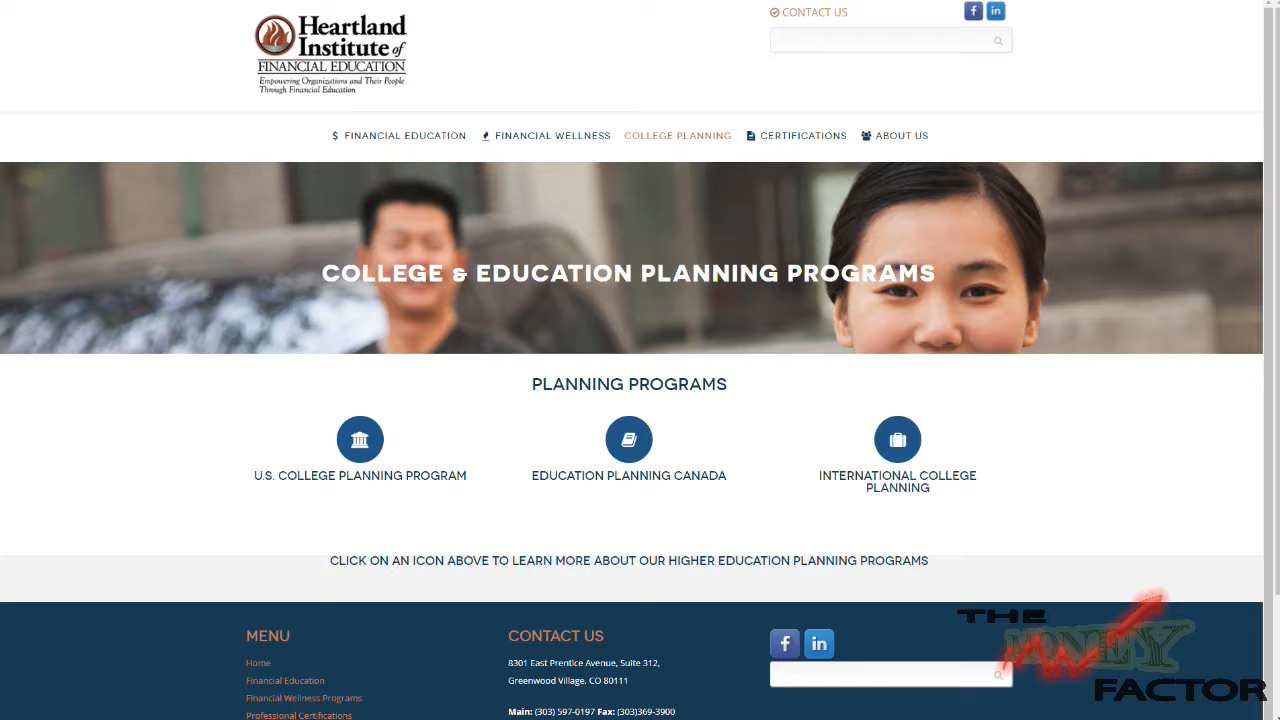 Heartland
Institute of
FINANCIAL EDUCATION
Empowering Organizations and Their People
Through Financial Education
CONTACT US
FINANCIAL EDUCATION
FINANCIAL WELLNESS
COLLEGE PLANNING
CERTIFICATIONS
ABOUT US
COLLEGE & EDUCATION PLANNING PROGRAMS
PLANNING PROGRAMS
U.S. COLLEGE PLANNING PROGRAM
EDUCATION PLANNING CANADA
INTERNATIONAL COLLEGE
PLANNING
CLICK ON AN ICON ABOVE TO LEARN MORE ABOUT OUR HIGHER EDUCATION PLANNING PROGRAMS
MENU
Home
Financial Education
Financial Wellness Programs
Professional Certifications
CONTACT US
8301 East Prentice Avenue, Suite 312,
Greenwood Village, CO 80111
Main: (303) 597-0197 Fax: (303)369-3900
THE
MONEY
FACTOR